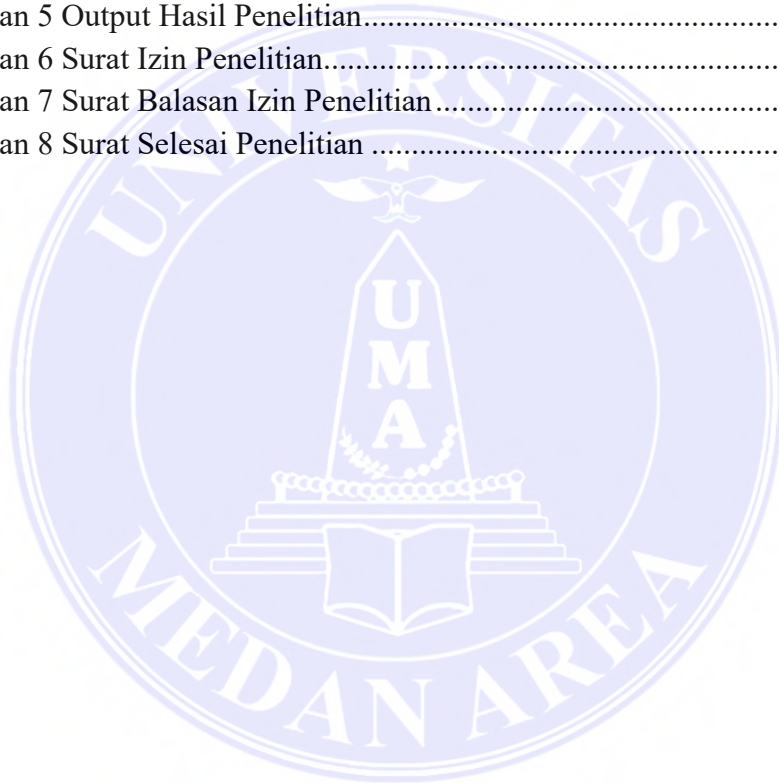 an 5 Output Hasil Penelitian
an 6 Surat Izin Penelitian
an 7 Surat Balasan Izin Penelitian
an 8 Surat Selesai Penelitian
UNIVERSITAS
U
M
A
MEDAN AREA